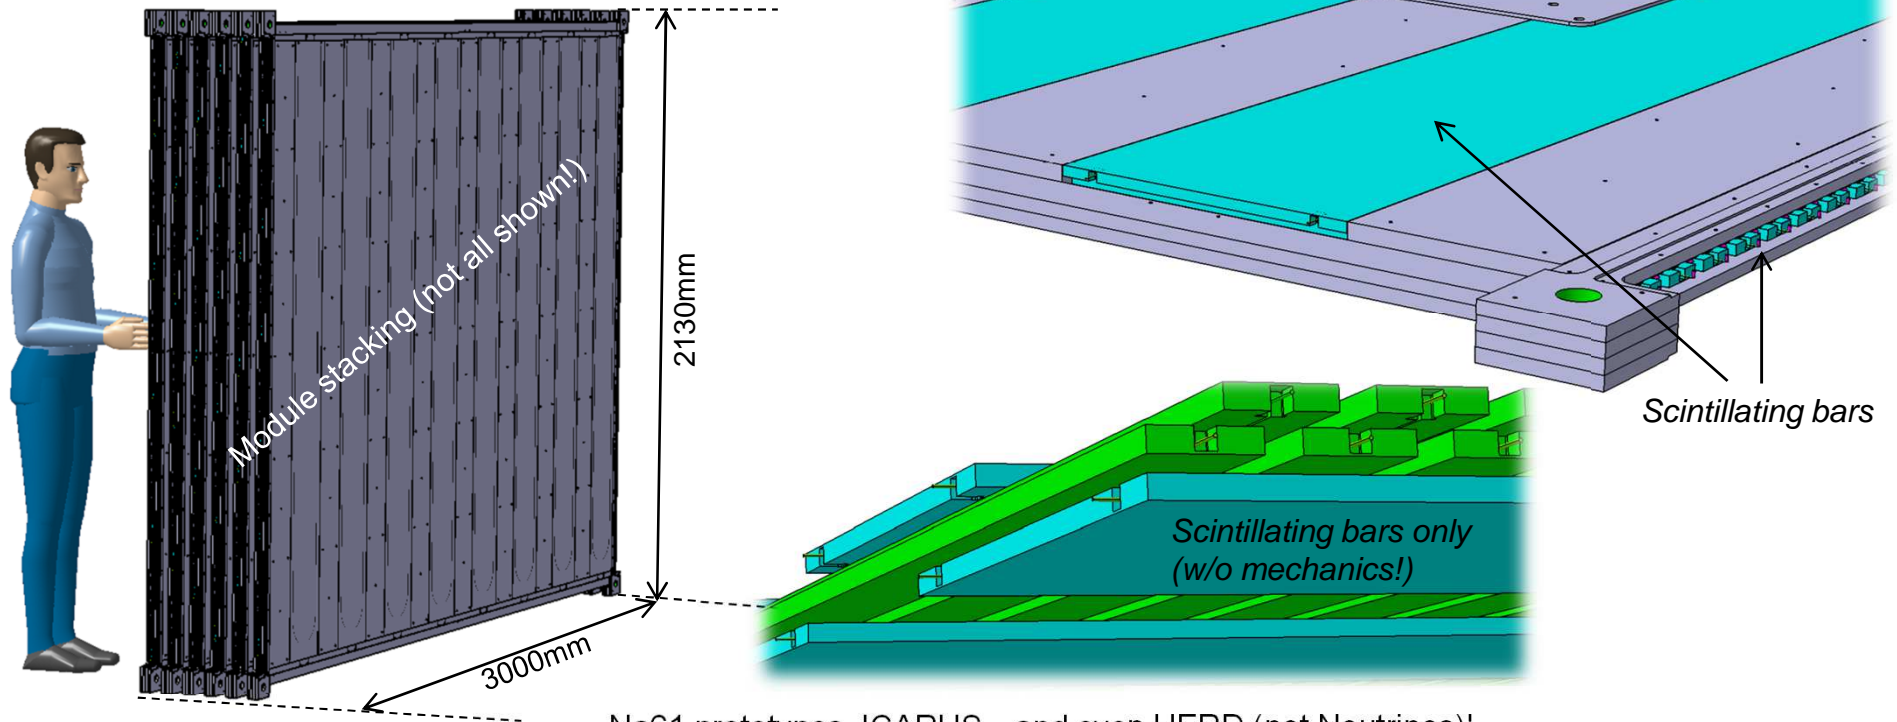 Module stacking (not all shown!)
2130mm
3000mm
Scintillating bars
Scintillating bars only
(w/o mechanics!)